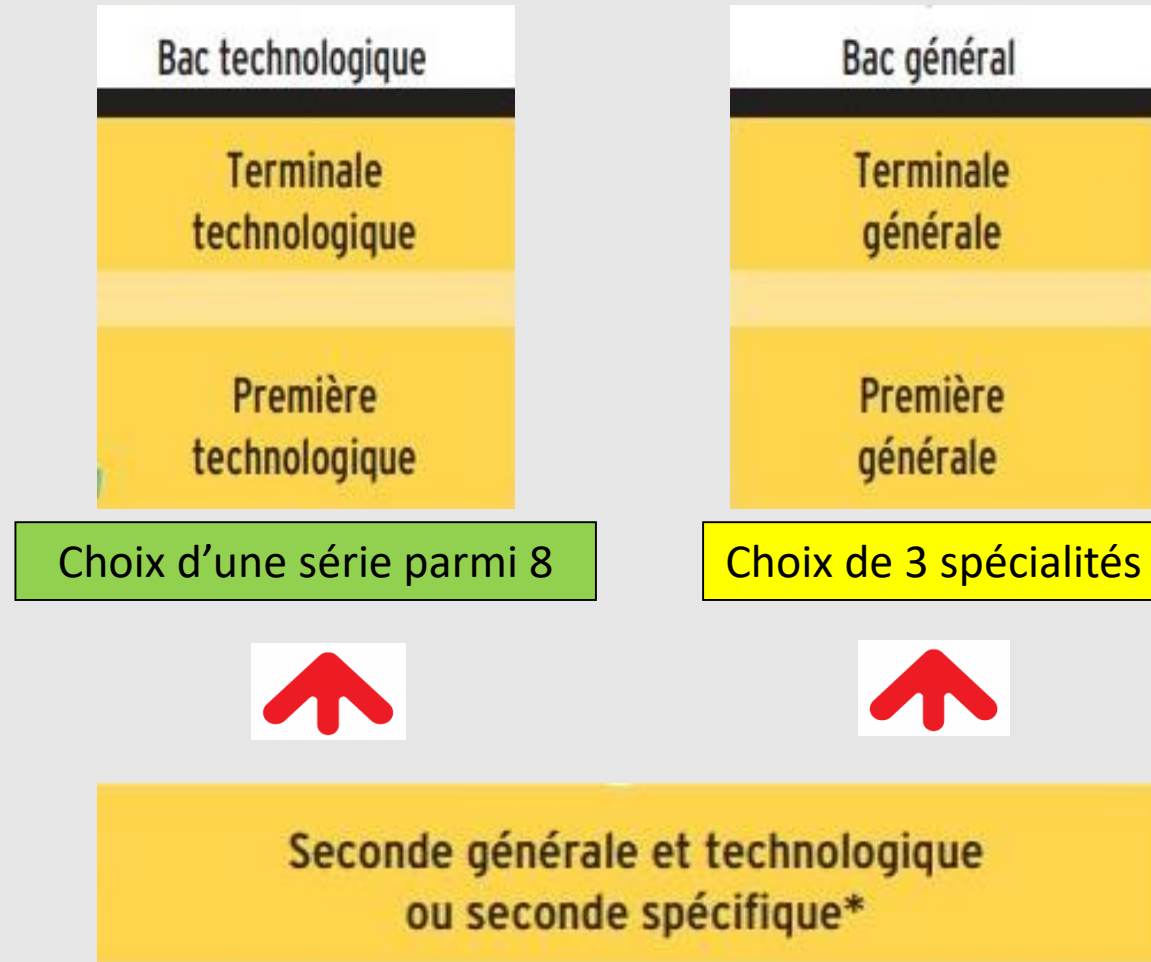 Bac technologique
Terminale
technologique
Première
technologique
Choix d’une série parmi 8
Bac général
Terminale
générale
Première
générale
Choix de 3 spécialités
Seconde générale et technologique
ou seconde spécifique*